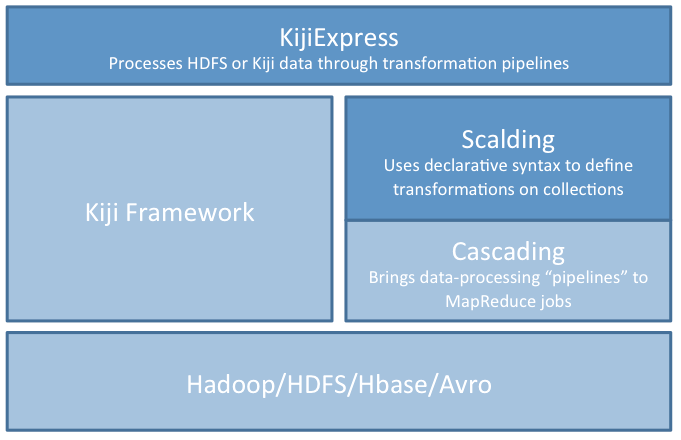 KijiExpress
Processes HDFS or Kiji data through transformation pipelines
Kiji Framework
Scalding
Uses declarative syntax to define
transformations on collections
Cascading
Brings data-processing “pipelines” to
MapReduce jobs
Hadoop/HDFS/Hbase/Avro